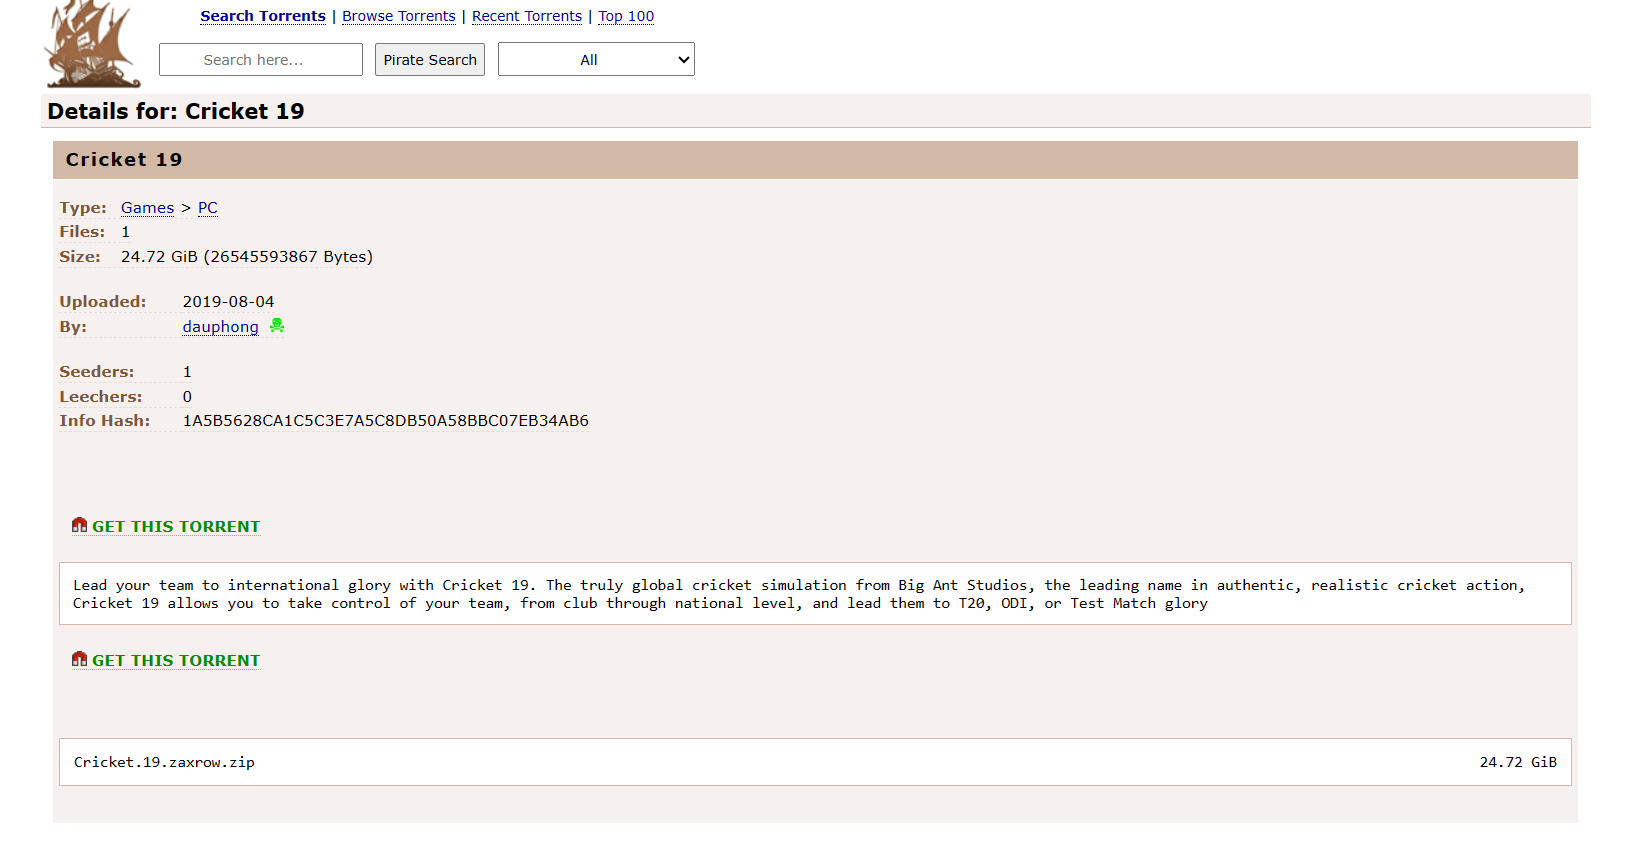 Search Torrents | Browse Torrents | Recent Torrents | Top 100
Search here... Pirate Search All
Details for: Cricket 19
Cricket 19
Type: Games > PC
Files: 1
Size: 24.72 GiB (26545593867 Bytes)
Uploaded: 2019-08-04
By: dauphong
Seeders: 1
Leechers: 0
Info Hash: 1A5B5628CA1C5C3E7A5C8DB50A58BBC07EB34AB6
GET THIS TORRENT
Lead your team to international glory with Cricket 19. The truly global cricket simulation from Big Ant Studios, the leading name in authentic, realistic cricket action,
Cricket 19 allows you to take control of your team, from club through national level, and lead them to T20, ODI, or Test Match glory
GET THIS TORRENT
Cricket.19.zaxrow.zip 24.72 GiB